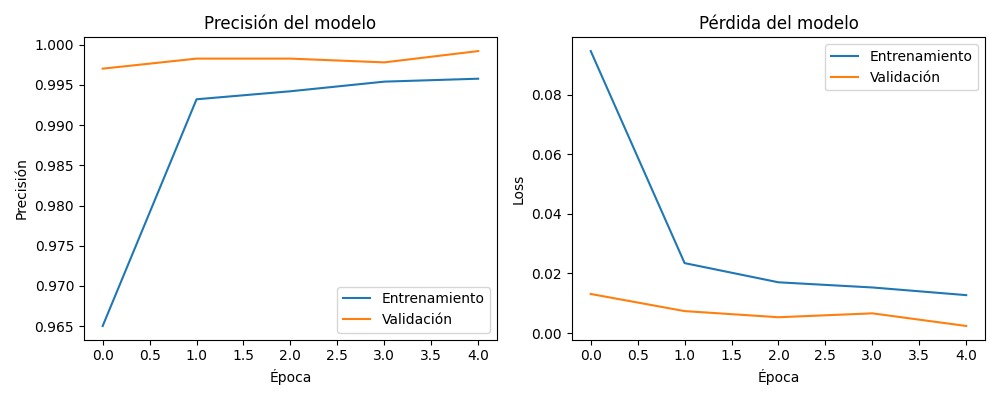 Precisión del modelo
1.000
0.995
0.990
0.985
0.980
0.975
0.970
0.965
Precisión
0.0 0.5 1.0 1.5 2.0 2.5 3.0 3.5 4.0
Época
Entrenamiento
Validación
Pérdida del modelo
0.08
0.06
0.04
0.02
0.00
Loss
0.0 0.5 1.0 1.5 2.0 2.5 3.0 3.5 4.0
Época
Entrenamiento
Validación